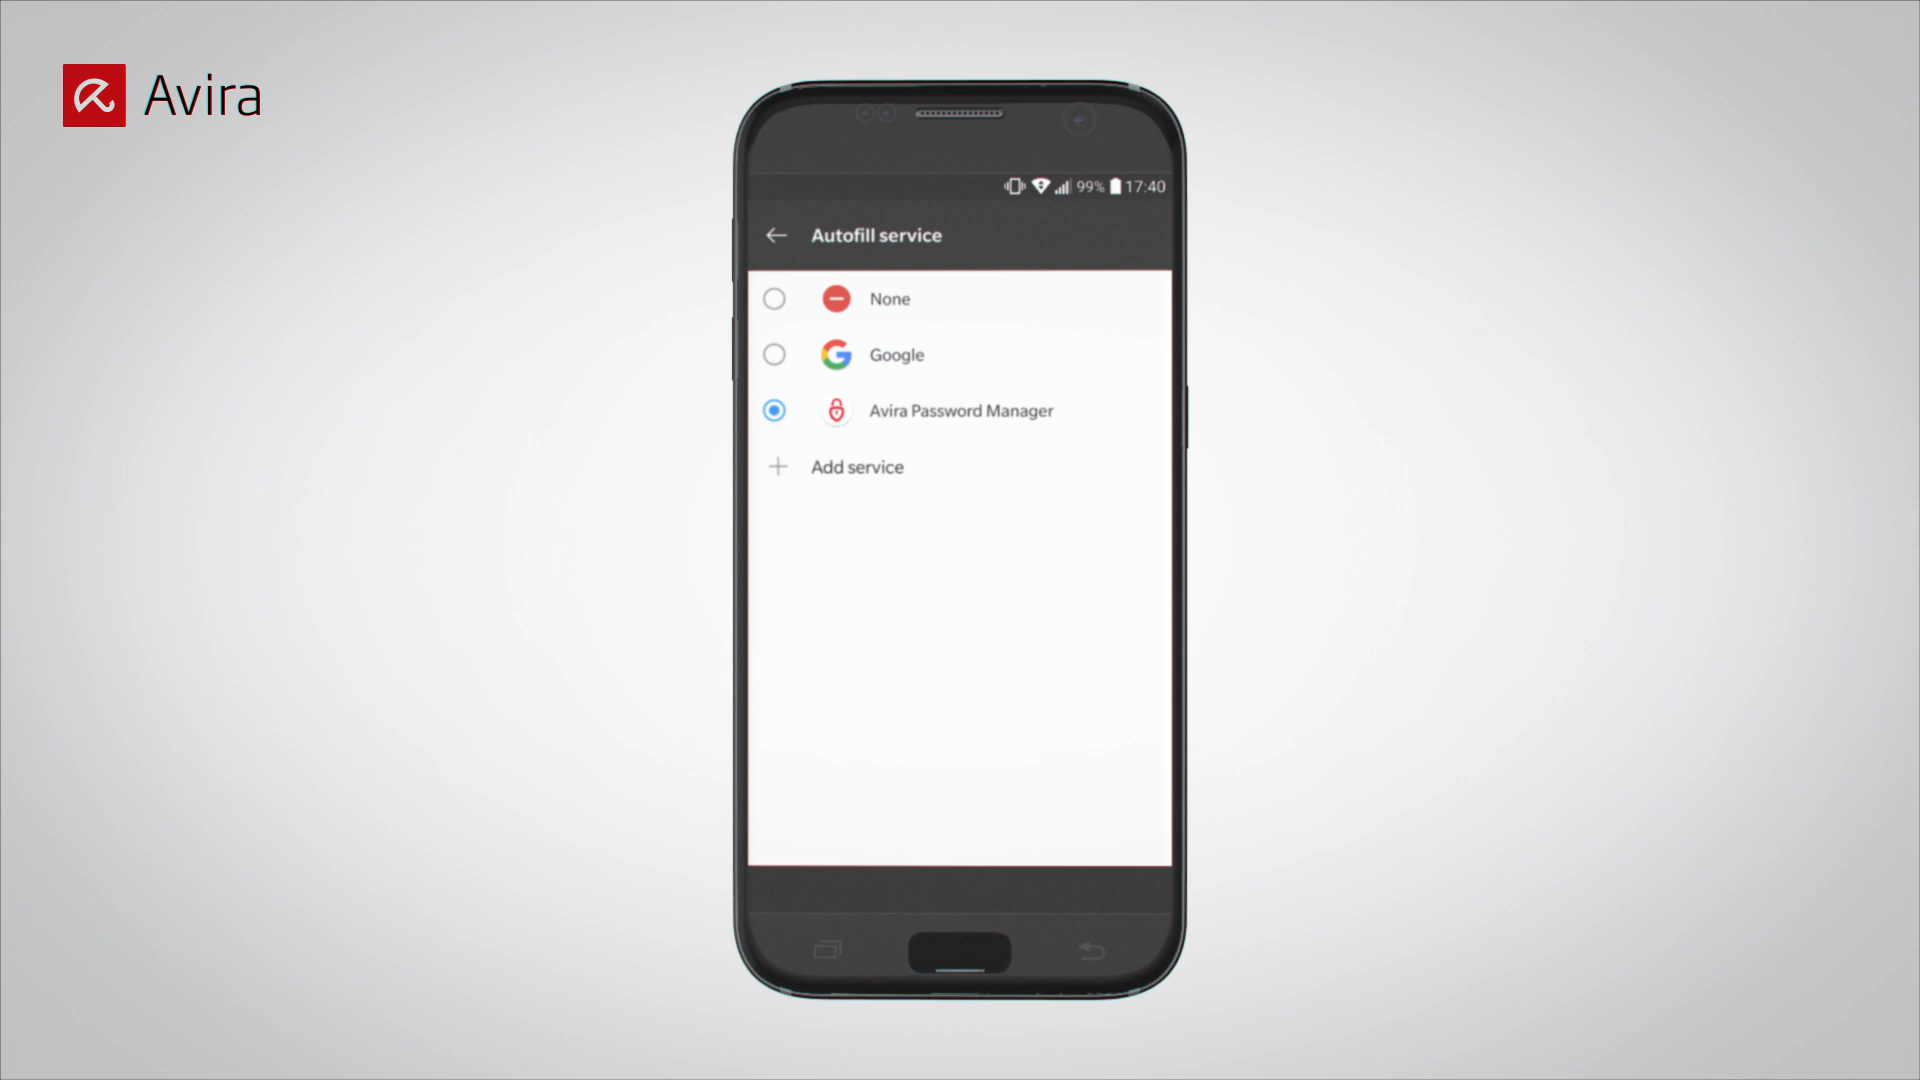 Avira
99% 17:40
Autofill service
None
Google
Avira Password Manager
Add service